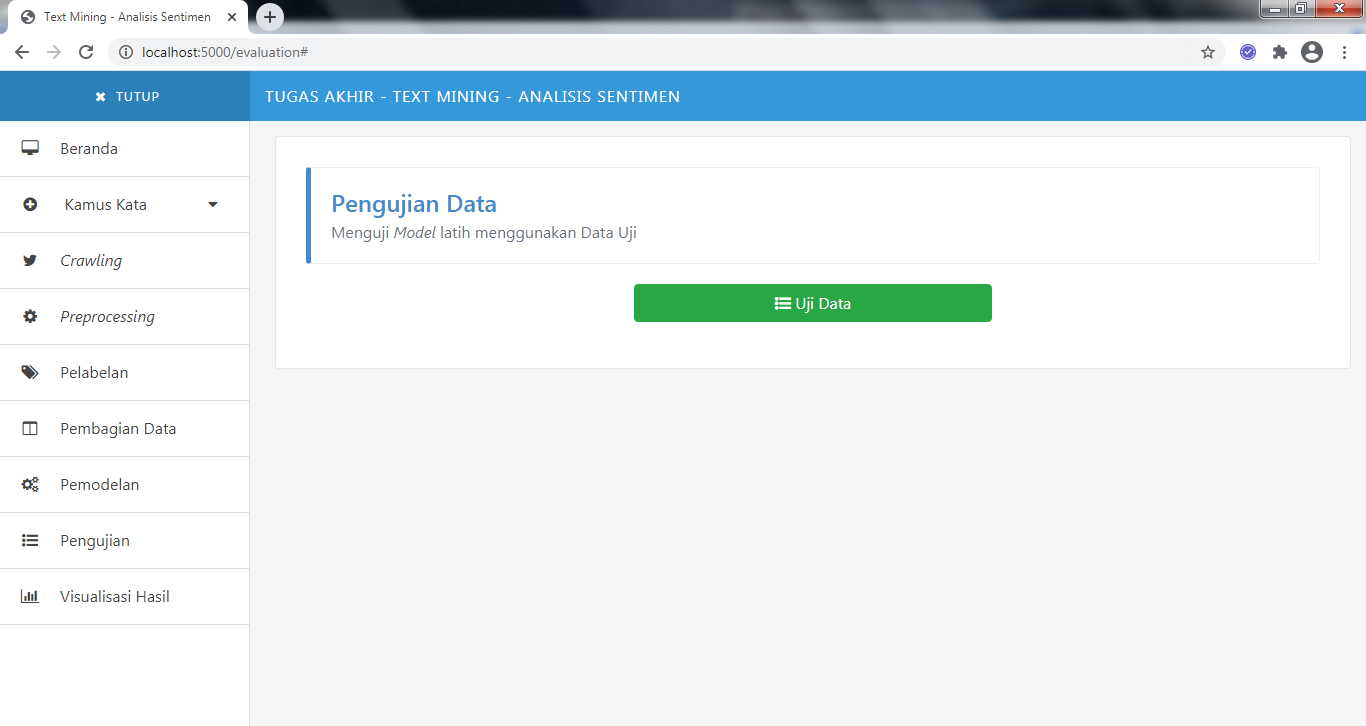 Text Mining - Analisis Sentimen
localhost:5000/evaluation#
TUTUP
TUGAS AKHIR - TEXT MINING - ANALISIS SENTIMEN
Beranda
Kamus Kata
Crawling
Preprocessing
Pelabelan
Pembagian Data
Pemodelan
Pengujian
Visualisasi Hasil
Pengujian Data
Menguji Model latih menggunakan Data Uji
Uji Data